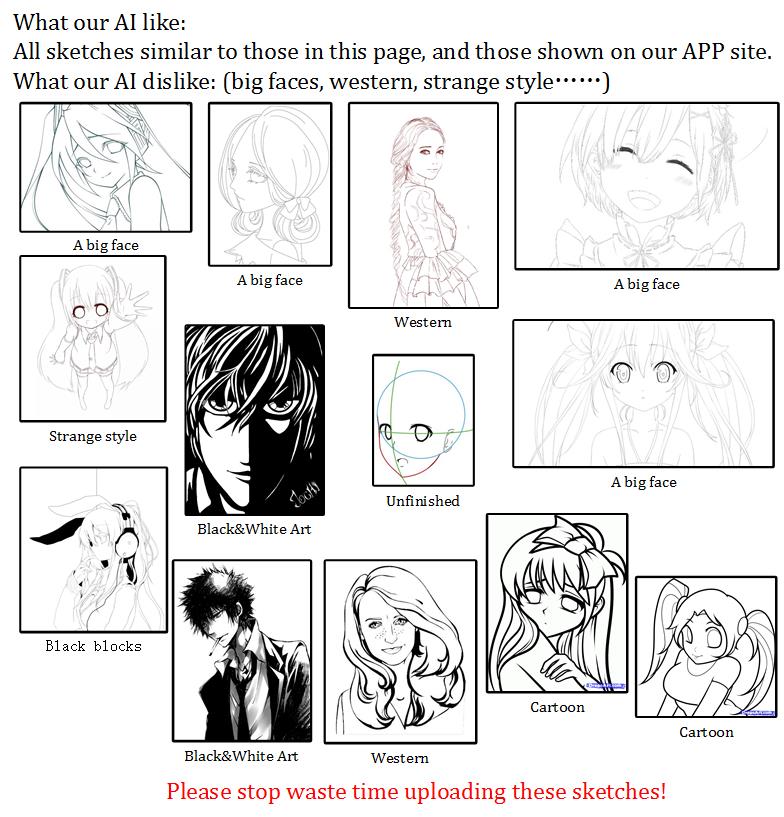 What our AI like:
All sketches similar to those in this page, and those shown on our APP site.
What our AI dislike: (big faces, western, strange style⋯⋯)
A big face
A big face
Western
A big face
Strange style
Black&White Art
Unfinished
A big face
Black blocks
Black&White Art
Western
Cartoon
Cartoon
Please stop waste time uploading these sketches!